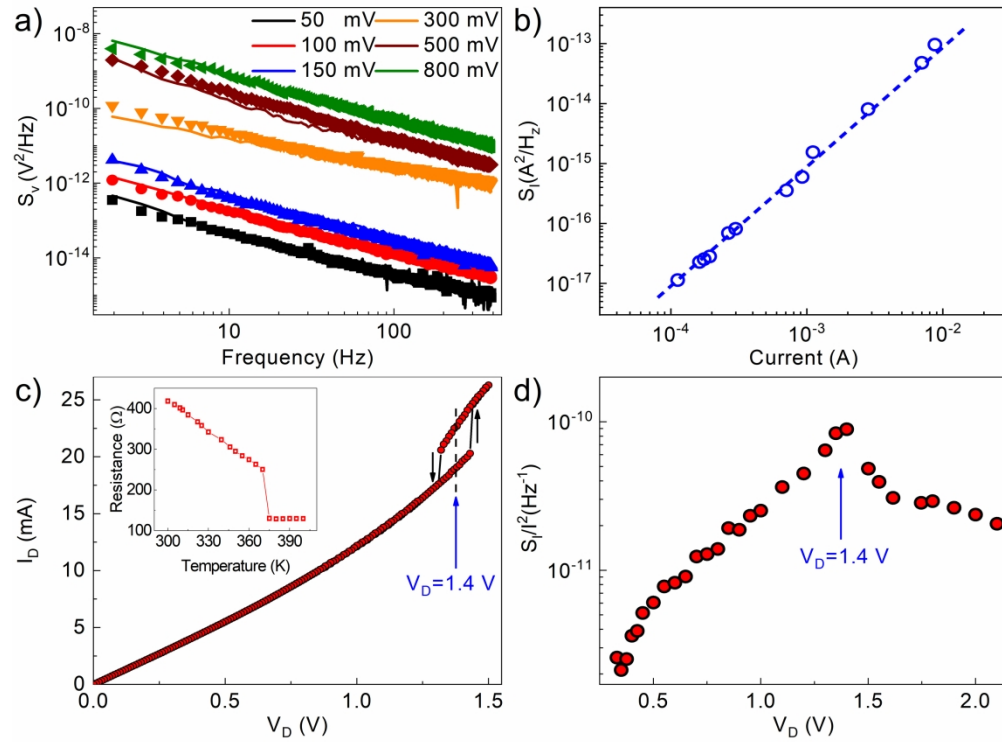 a)
50 mV 300 mV
100 mV 500 mV
150 mV 800 mV
10⁻⁸
10⁻¹⁰
10⁻¹²
10⁻¹⁴
S_V (V²/Hz)
10 100
Frequency (Hz)
b)
10⁻¹³
10⁻¹⁴
10⁻¹⁵
10⁻¹⁶
10⁻¹⁷
S_I(A²/H_z)
10⁻⁴ 10⁻³ 10⁻²
Current (A)
c)
25
20
15
10
5
0
I_D (mA)
400
300
200
100
Resistance (Ω)
300 330 360 390
Temperature (K)
V_D=1.4 V
0.0 0.5 1.0 1.5
V_D (V)
d)
10⁻¹⁰
10⁻¹¹
S_I/I²(Hz⁻¹)
V_D=1.4 V
0.5 1.0 1.5 2.0
V_D (V)